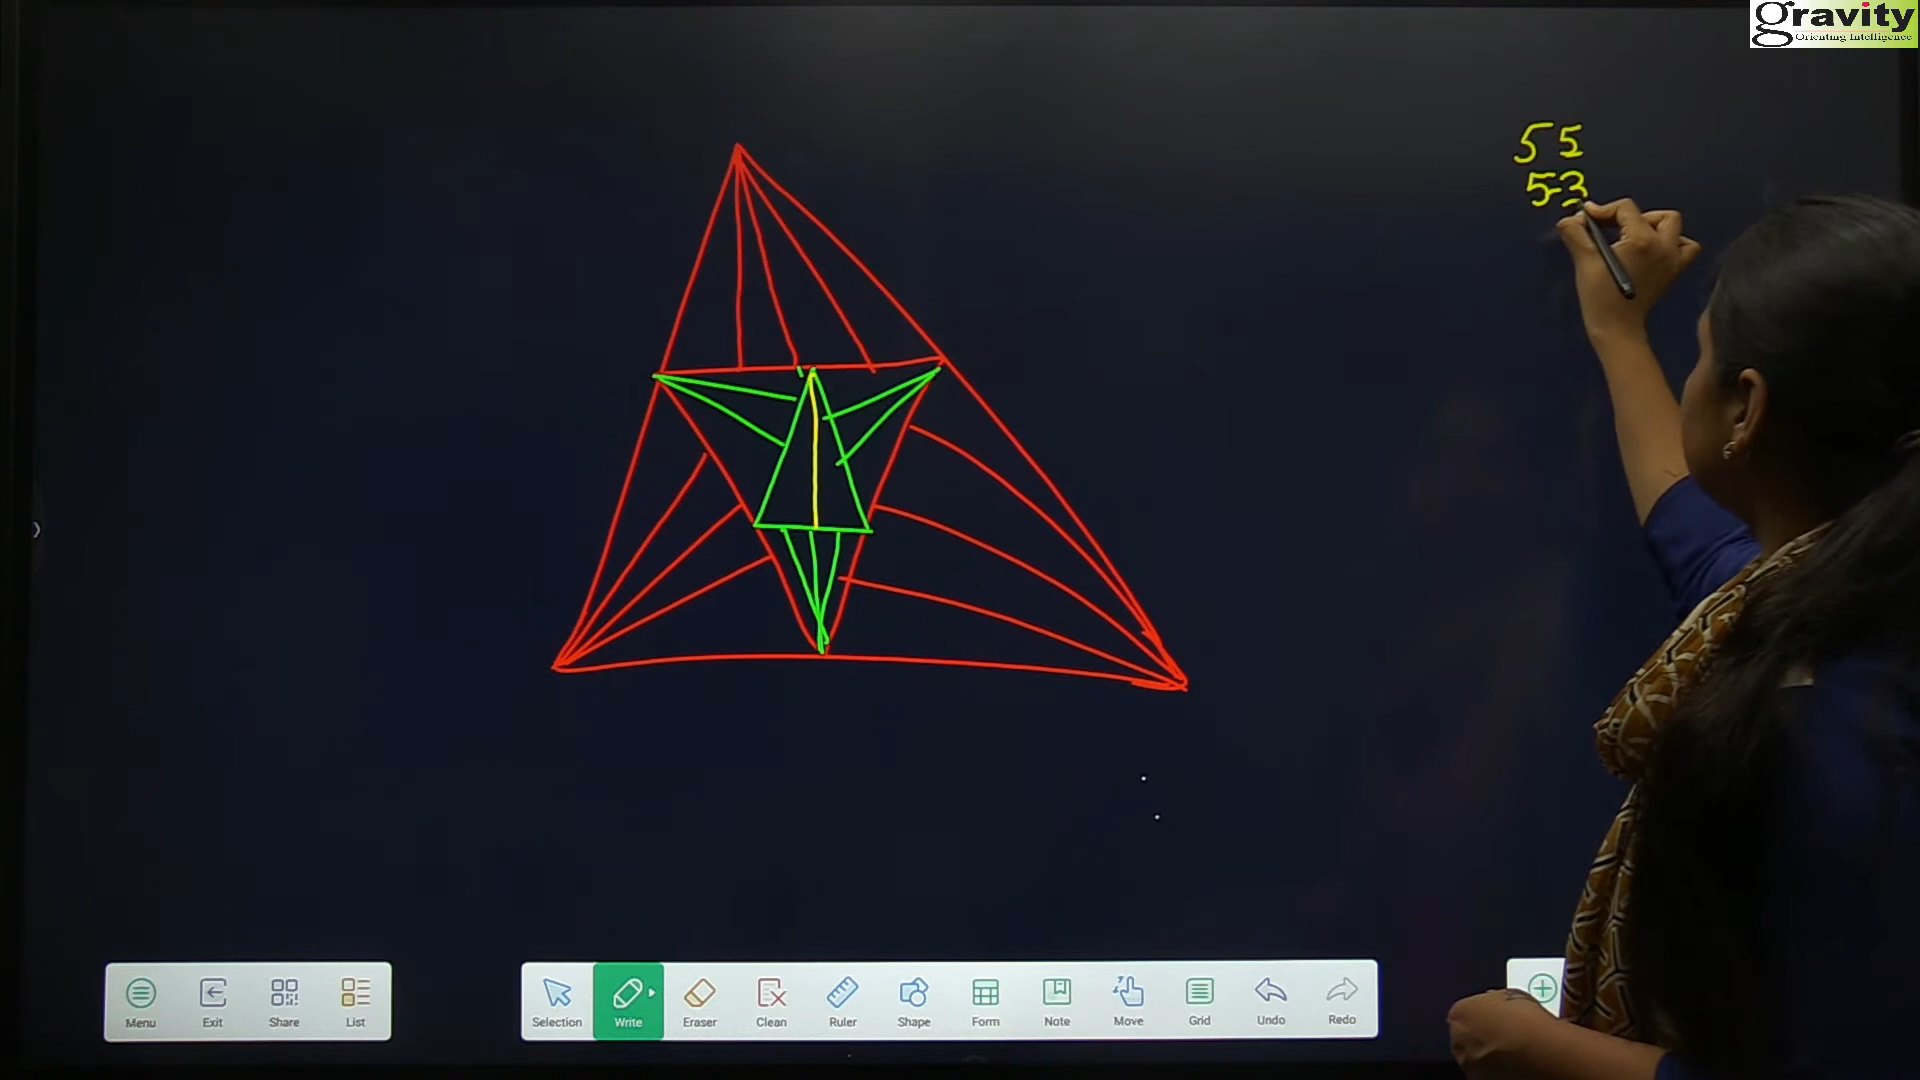 gravity
Orienting Intelligence
55
53
Menu
Exit
Share
List
Selection
Write
Eraser
Clean
Ruler
Shape
Form
Note
Move
Grid
Undo
Redo